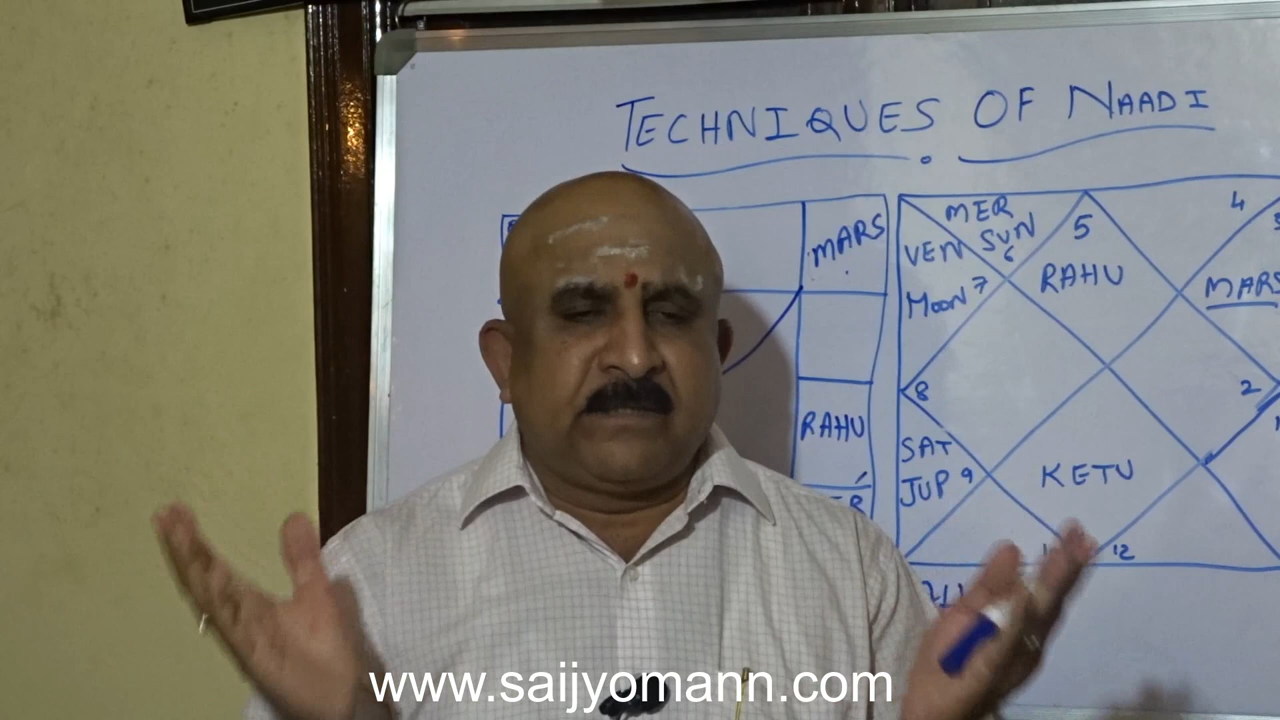 TECHNIQUES OF NAADI
MARS
RAHU
MER
VEN SUN
6
MOON 7
5
RAHU
4
MARS
8
2
SAT
JUP 9
KETU
12
www.saijyomann.com